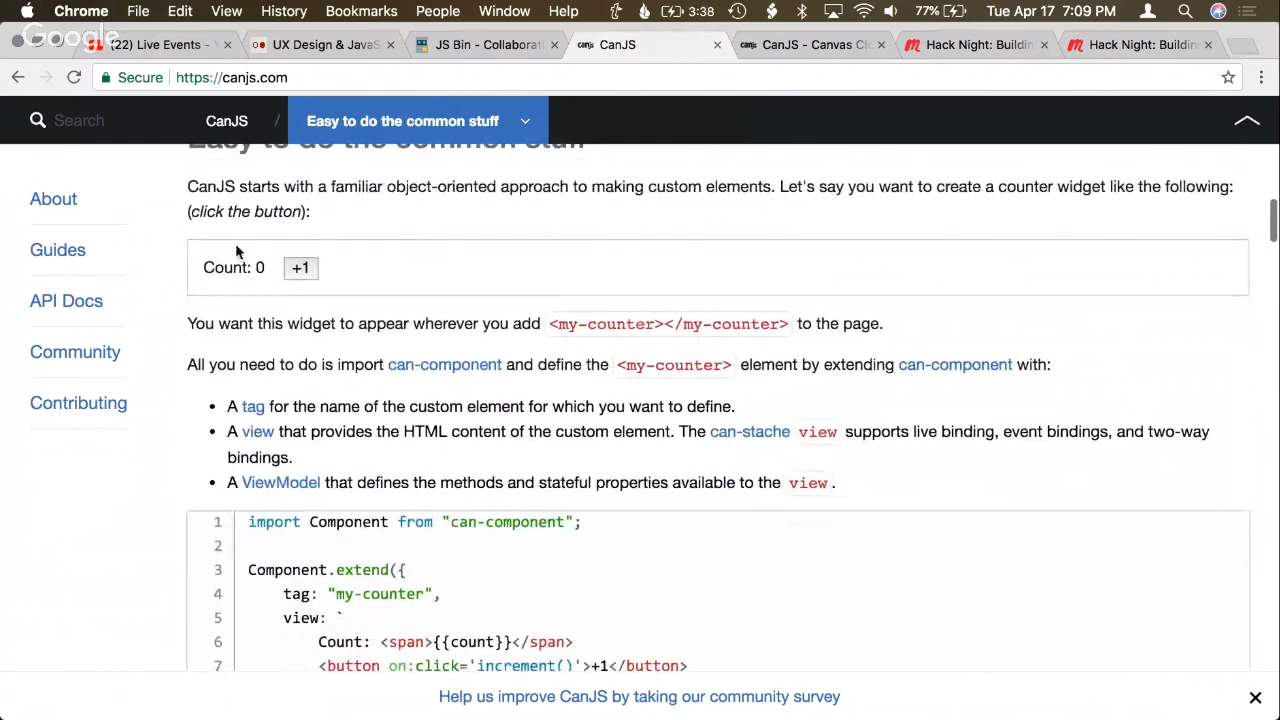 Chrome File Edit View History Bookmarks People Window Help 3:38 77% Tue Apr 17 7:09 PM
Google
(22) Live Events - Y
UX Design & JavaS
JS Bin - Collabora
CanJS
CanJS - Canvas Clo
Hack Night: Buildin
Hack Night: Buildin
Secure https://canjs.com
Search CanJS / Easy to do the common stuff
Easy to do the common stuff
About
Guides
API Docs
Community
Contributing
CanJS starts with a familiar object-oriented approach to making custom elements. Let's say you want to create a counter widget like the following:
(click the button):
Count: 0 +1
You want this widget to appear wherever you add <my-counter></my-counter> to the page.
All you need to do is import can-component and define the <my-counter> element by extending can-component with:
• A tag for the name of the custom element for which you want to define.
• A view that provides the HTML content of the custom element. The can-stache view supports live binding, event bindings, and two-way
bindings.
• A ViewModel that defines the methods and stateful properties available to the view.
1 import Component from "can-component";
2
3 Component.extend({
4 tag: "my-counter",
5 view: `
6 Count: <span>{{count}}</span>
7 <button on:click='increment()'>+1</button>
Help us improve CanJS by taking our community survey